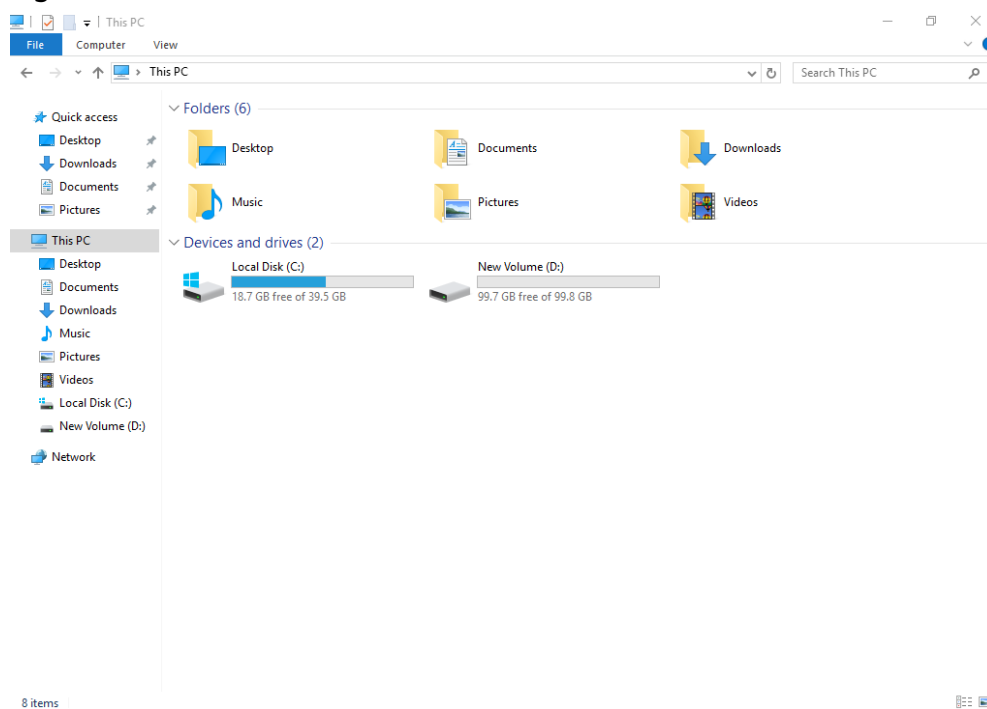 This PC
File Computer View
This PC
Search This PC
Quick access
Desktop
Downloads
Documents
Pictures
This PC
Desktop
Documents
Downloads
Music
Pictures
Videos
Local Disk (C:)
New Volume (D:)
Network
Folders (6)
Desktop Documents Downloads
Music Pictures Videos
Devices and drives (2)
Local Disk (C:)
18.7 GB free of 39.5 GB
New Volume (D:)
99.7 GB free of 99.8 GB
8 items